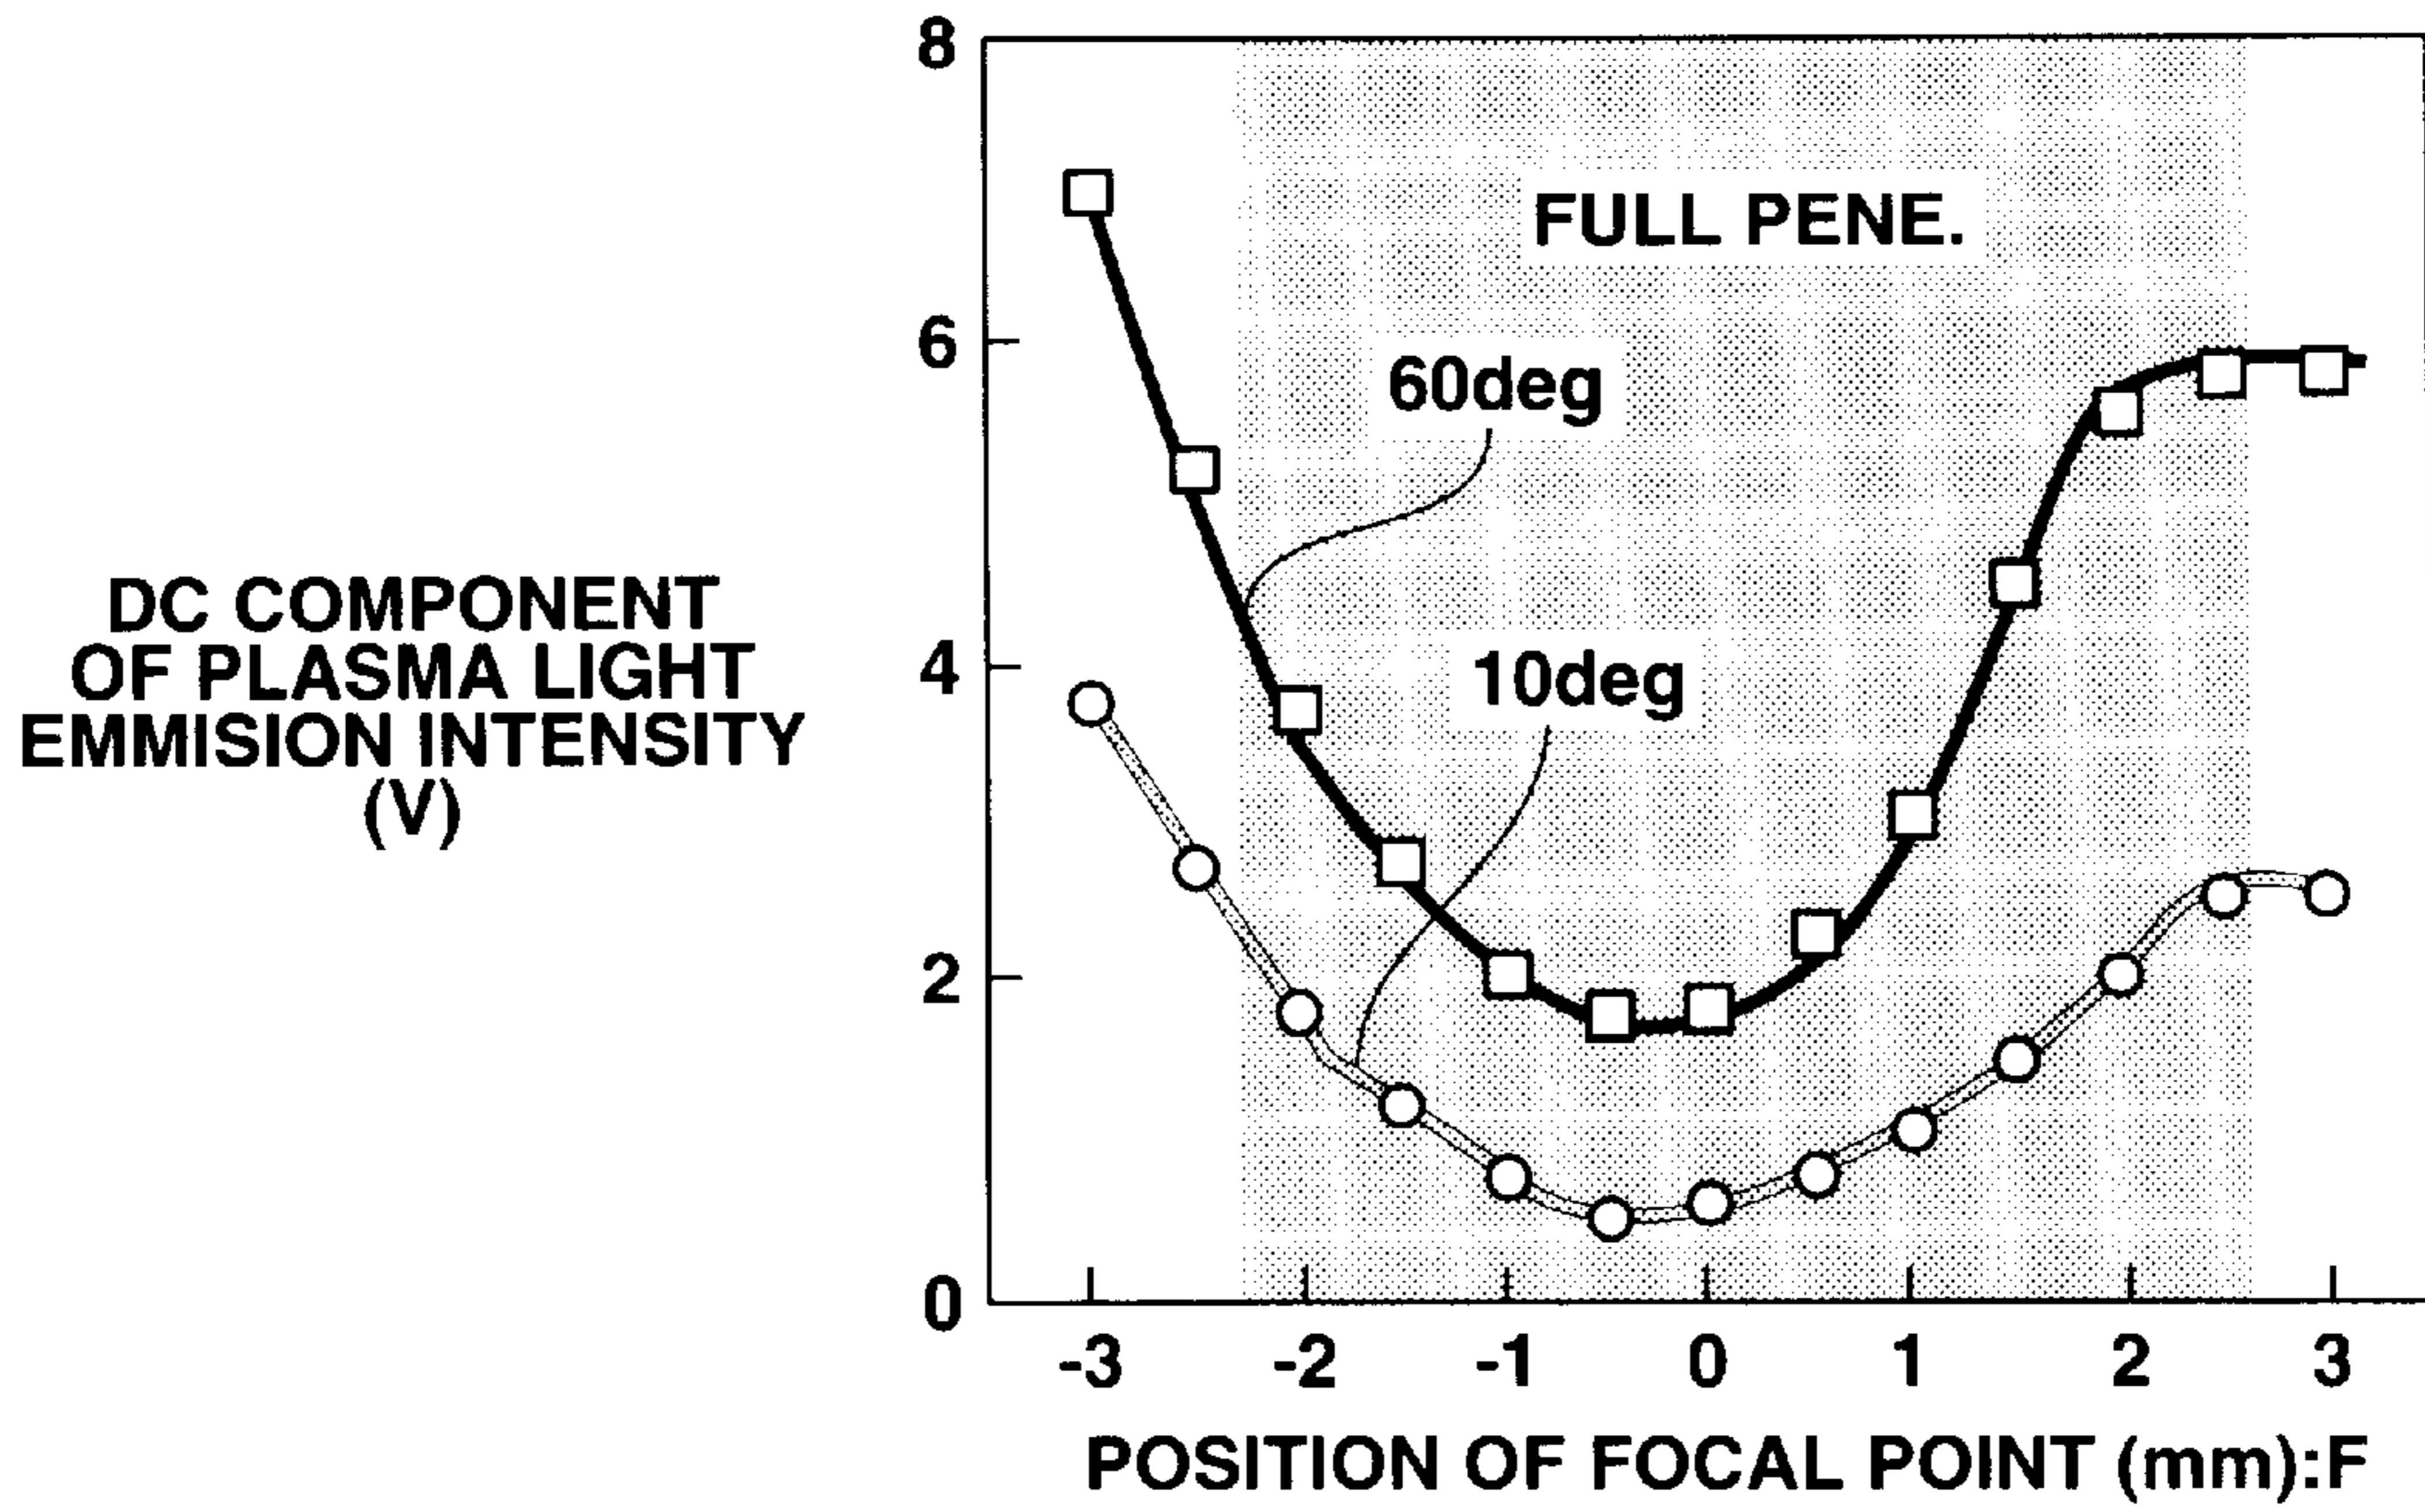 8
FULL PENE.
6
60deg
DC COMPONENT
OF PLASMA LIGHT
EMMISION INTENSITY
(V)
4
10deg
2
0
-3 -2 -1 0 1 2 3
POSITION OF FOCAL POINT (mm):F